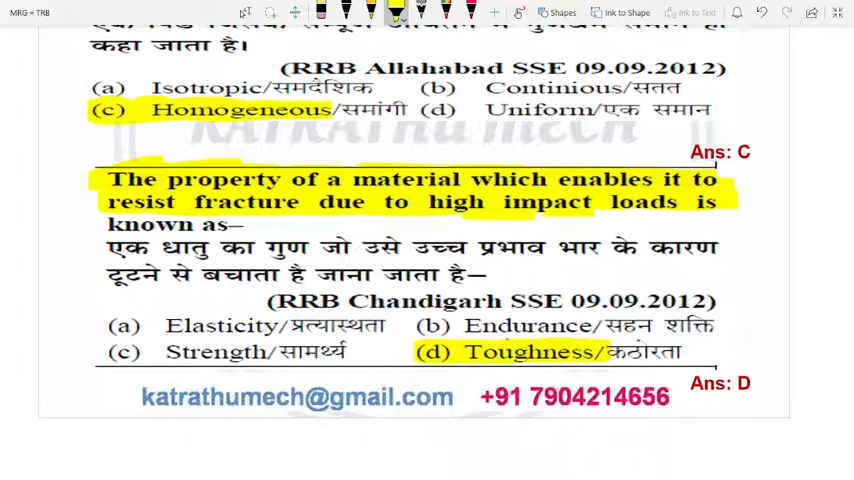 MRG = TRB
Shapes
Ink to Shape
Ink to Text
कहा जाता है।
(RRB Allahabad SSE 09.09.2012)
(a) Isotropic/समदैशिक (b) Continious/सतत
(c) Homogeneous/समांगी (d) Uniform/एक समान
KATRATHU MECH
Ans: C
The property of a material which enables it to
resist fracture due to high impact loads is
known as–
एक धातु का गुण जो उसे उच्च प्रभाव भार के कारण
टूटने से बचाता है जाना जाता है–
(RRB Chandigarh SSE 09.09.2012)
(a) Elasticity/प्रत्यास्थता (b) Endurance/सहन शक्ति
(c) Strength/सामर्थ्य (d) Toughness/कठोरता
Ans: D
katrathumech@gmail.com +91 7904214656